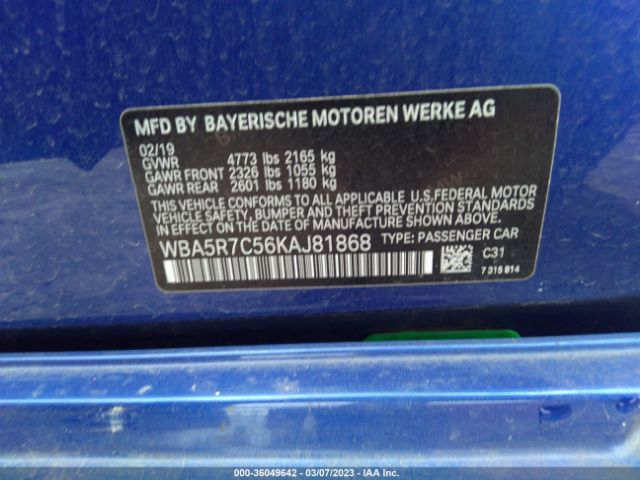 MFD BY BAYERISCHE MOTOREN WERKE AG
02/19
GVWR 4773 lbs 2165 kg
GAWR FRONT 2326 lbs 1055 kg
GAWR REAR 2601 lbs 1180 kg
THIS VEHICLE CONFORMS TO ALL APPLICABLE U.S.FEDERAL MOTOR
VEHICLE SAFETY, BUMPER, AND THEFT PREVENTION STANDARDS
IN EFFECT ON THE DATE OF MANUFACTURE SHOWN ABOVE.
WBA5R7C56KAJ81868 TYPE: PASSENGER CAR
C31
7 315 814
000-36049642 - 03/07/2023 - IAA Inc.